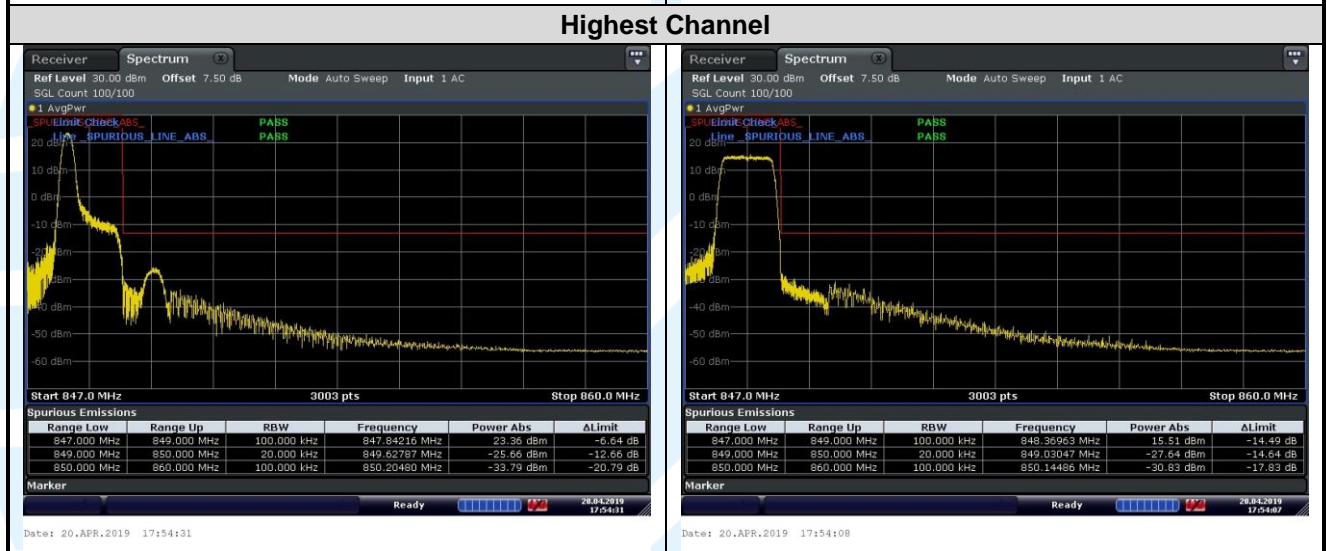 Highest Channel
Receiver Spectrum
Ref Level 30.00 dBm Offset 7.50 dB Mode Auto Sweep Input 1 AC
SGL Count 100/100
1 AvgPwr
Limit Check PASS
Line _SPURIOUS_LINE_ABS_ PASS
20 dBm
10 dBm
0 dBm
-10 dBm
-20 dBm
-40 dBm
-50 dBm
-60 dBm
Start 847.0 MHz 3003 pts Stop 860.0 MHz
Spurious Emissions
Range Low Range Up RBW Frequency Power Abs ΔLimit
847.000 MHz 849.000 MHz 100.000 kHz 847.84216 MHz 23.36 dBm -6.64 dB
849.000 MHz 850.000 MHz 20.000 kHz 849.62787 MHz -25.66 dBm -12.66 dB
850.000 MHz 860.000 MHz 100.000 kHz 850.20480 MHz -33.79 dBm -20.79 dB
Marker
Ready 20.04.2019
17:54:31
Date: 20.APR.2019 17:54:31
Receiver Spectrum
Ref Level 30.00 dBm Offset 7.50 dB Mode Auto Sweep Input 1 AC
SGL Count 100/100
1 AvgPwr
Limit Check PASS
Line _SPURIOUS_LINE_ABS_ PASS
20 dBm
10 dBm
0 dBm
-10 dBm
-20 dBm
-40 dBm
-50 dBm
-60 dBm
Start 847.0 MHz 3003 pts Stop 860.0 MHz
Spurious Emissions
Range Low Range Up RBW Frequency Power Abs ΔLimit
847.000 MHz 849.000 MHz 100.000 kHz 848.36963 MHz 15.51 dBm -14.49 dB
849.000 MHz 850.000 MHz 20.000 kHz 849.03047 MHz -27.64 dBm -14.64 dB
850.000 MHz 860.000 MHz 100.000 kHz 850.14486 MHz -30.83 dBm -17.83 dB
Marker
Ready 20.04.2019
17:54:07
Date: 20.APR.2019 17:54:08